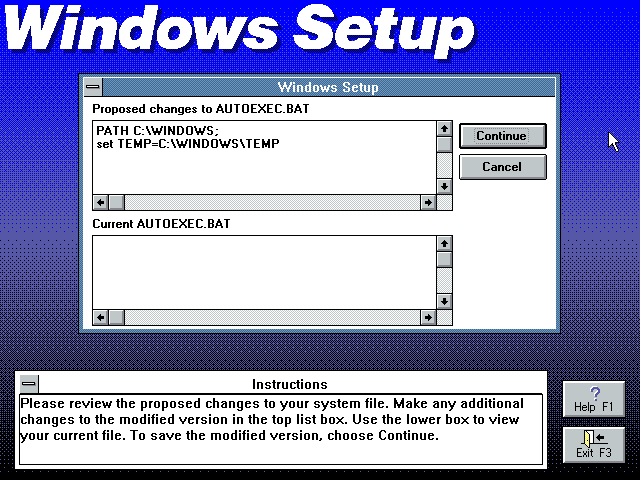 Windows Setup
Windows Setup
Proposed changes to AUTOEXEC.BAT
PATH C:\WINDOWS;
set TEMP=C:\WINDOWS\TEMP
Continue
Cancel
Current AUTOEXEC.BAT
Instructions
Please review the proposed changes to your system file. Make any additional
changes to the modified version in the top list box. Use the lower box to view
your current file. To save the modified version, choose Continue.
?
Help F1
Exit F3